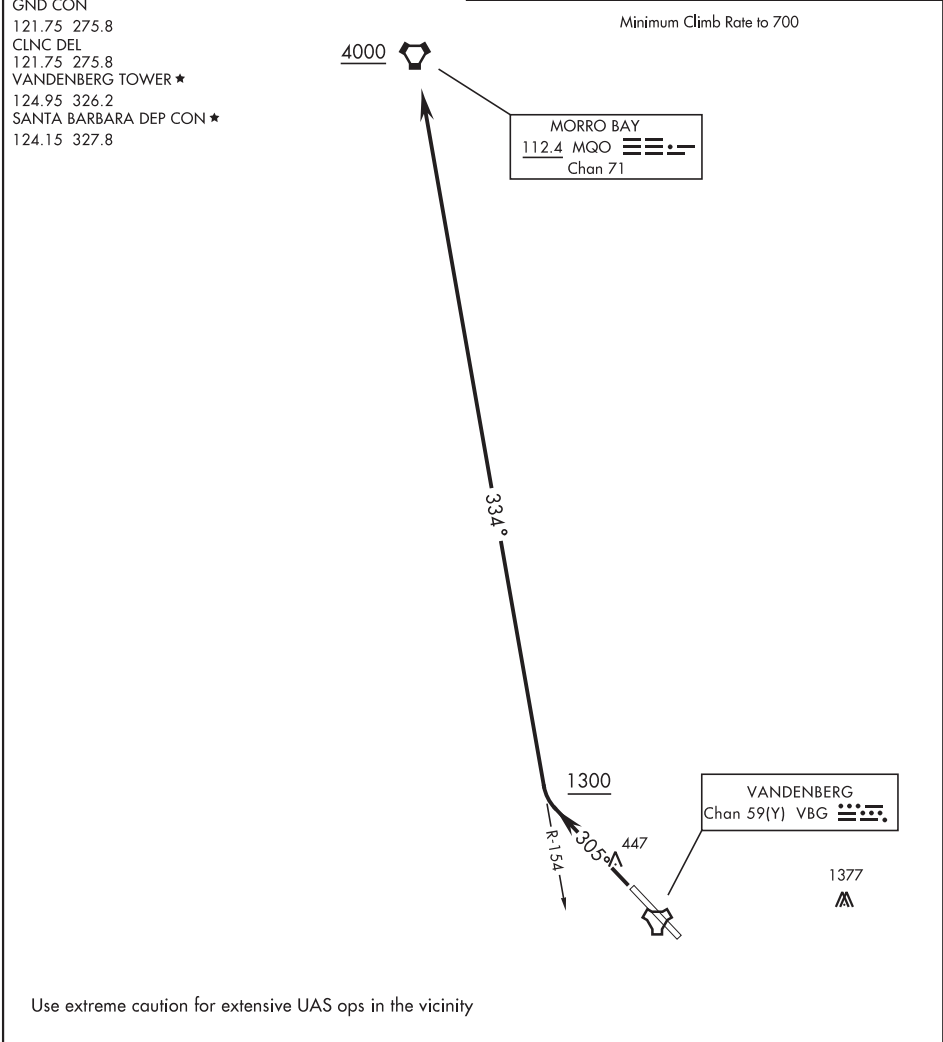 GND CON
121.75 275.8
CLNC DEL
121.75 275.8
VANDENBERG TOWER ★
124.95 326.2
SANTA BARBARA DEP CON ★
124.15 327.8
Minimum Climb Rate to 700
4000
MORRO BAY
112.4 MQO
Chan 71
334°
1300
VANDENBERG
Chan 59(Y) VBG
R-154
305°
447
1377
Use extreme caution for extensive UAS ops in the vicinity